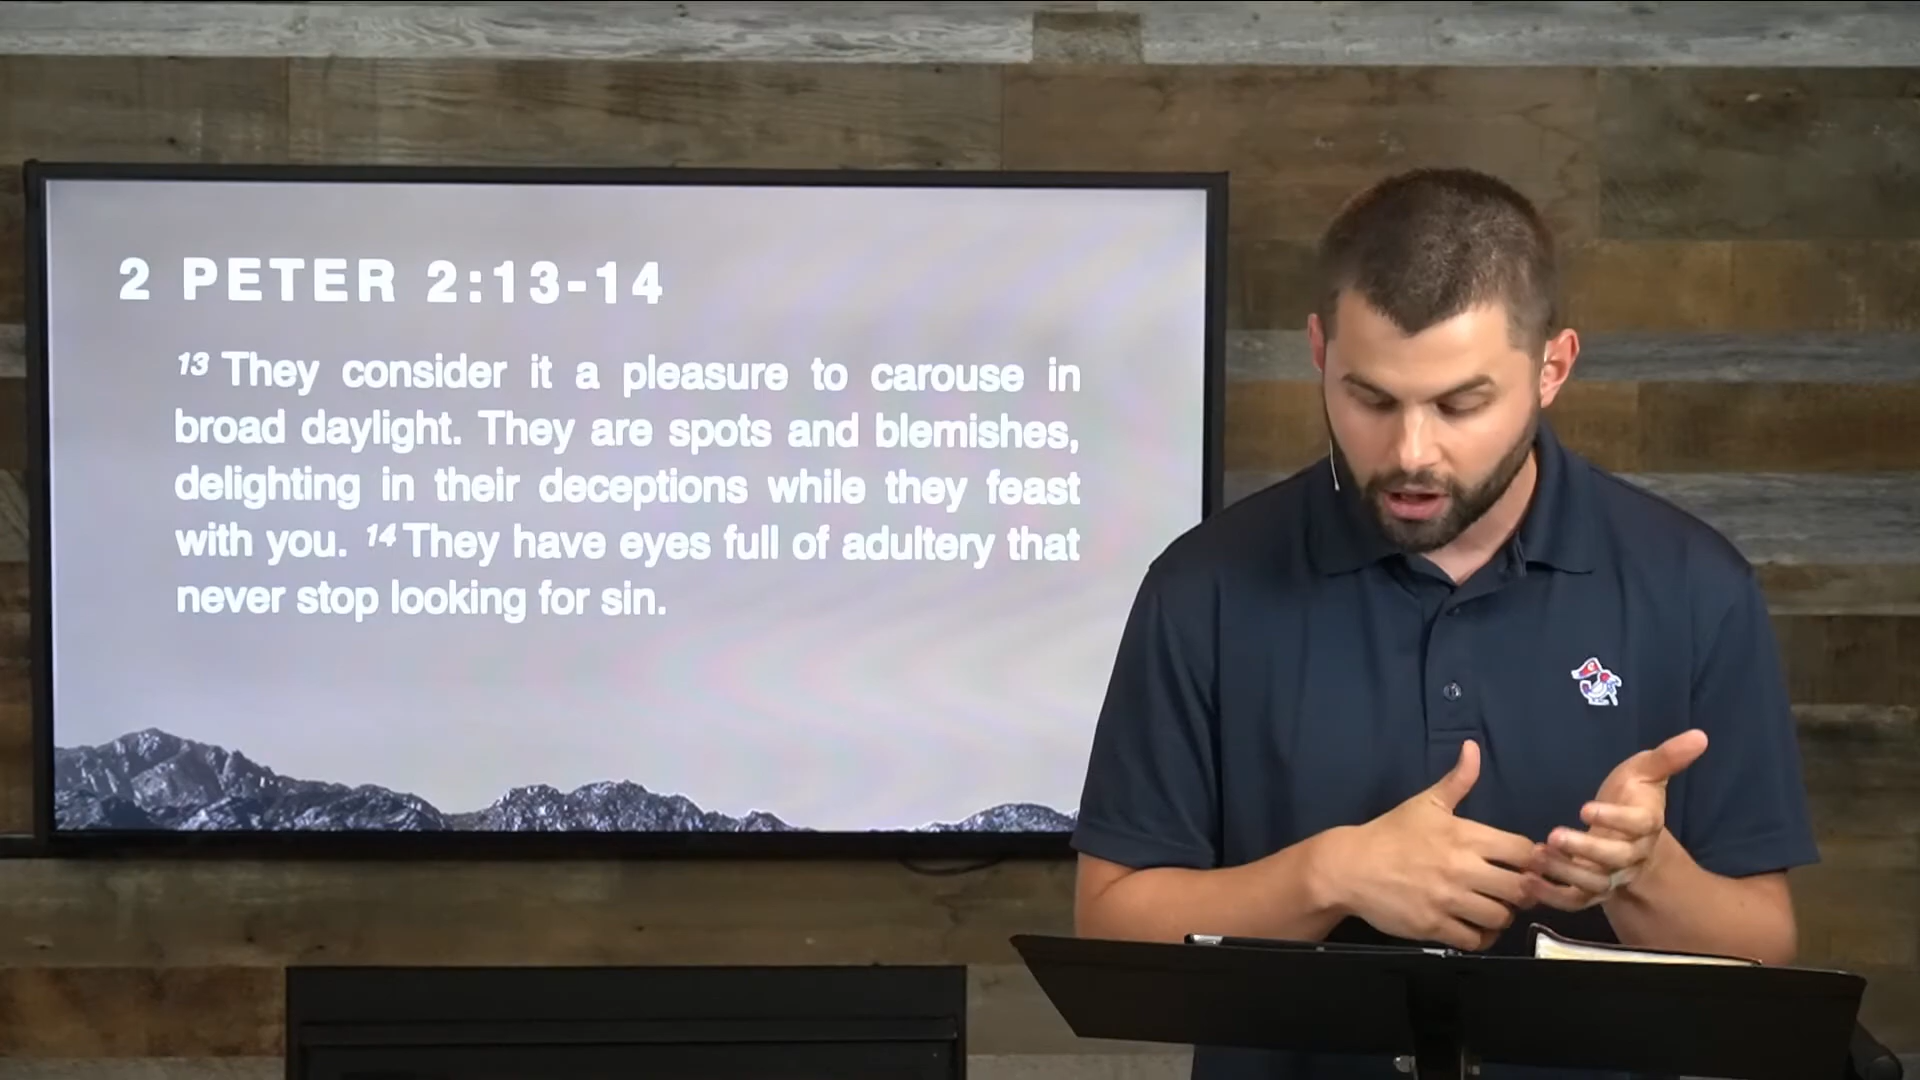 2 PETER 2:13-14
13 They consider it a pleasure to carouse in
broad daylight. They are spots and blemishes,
delighting in their deceptions while they feast
with you. 14 They have eyes full of adultery that
never stop looking for sin.